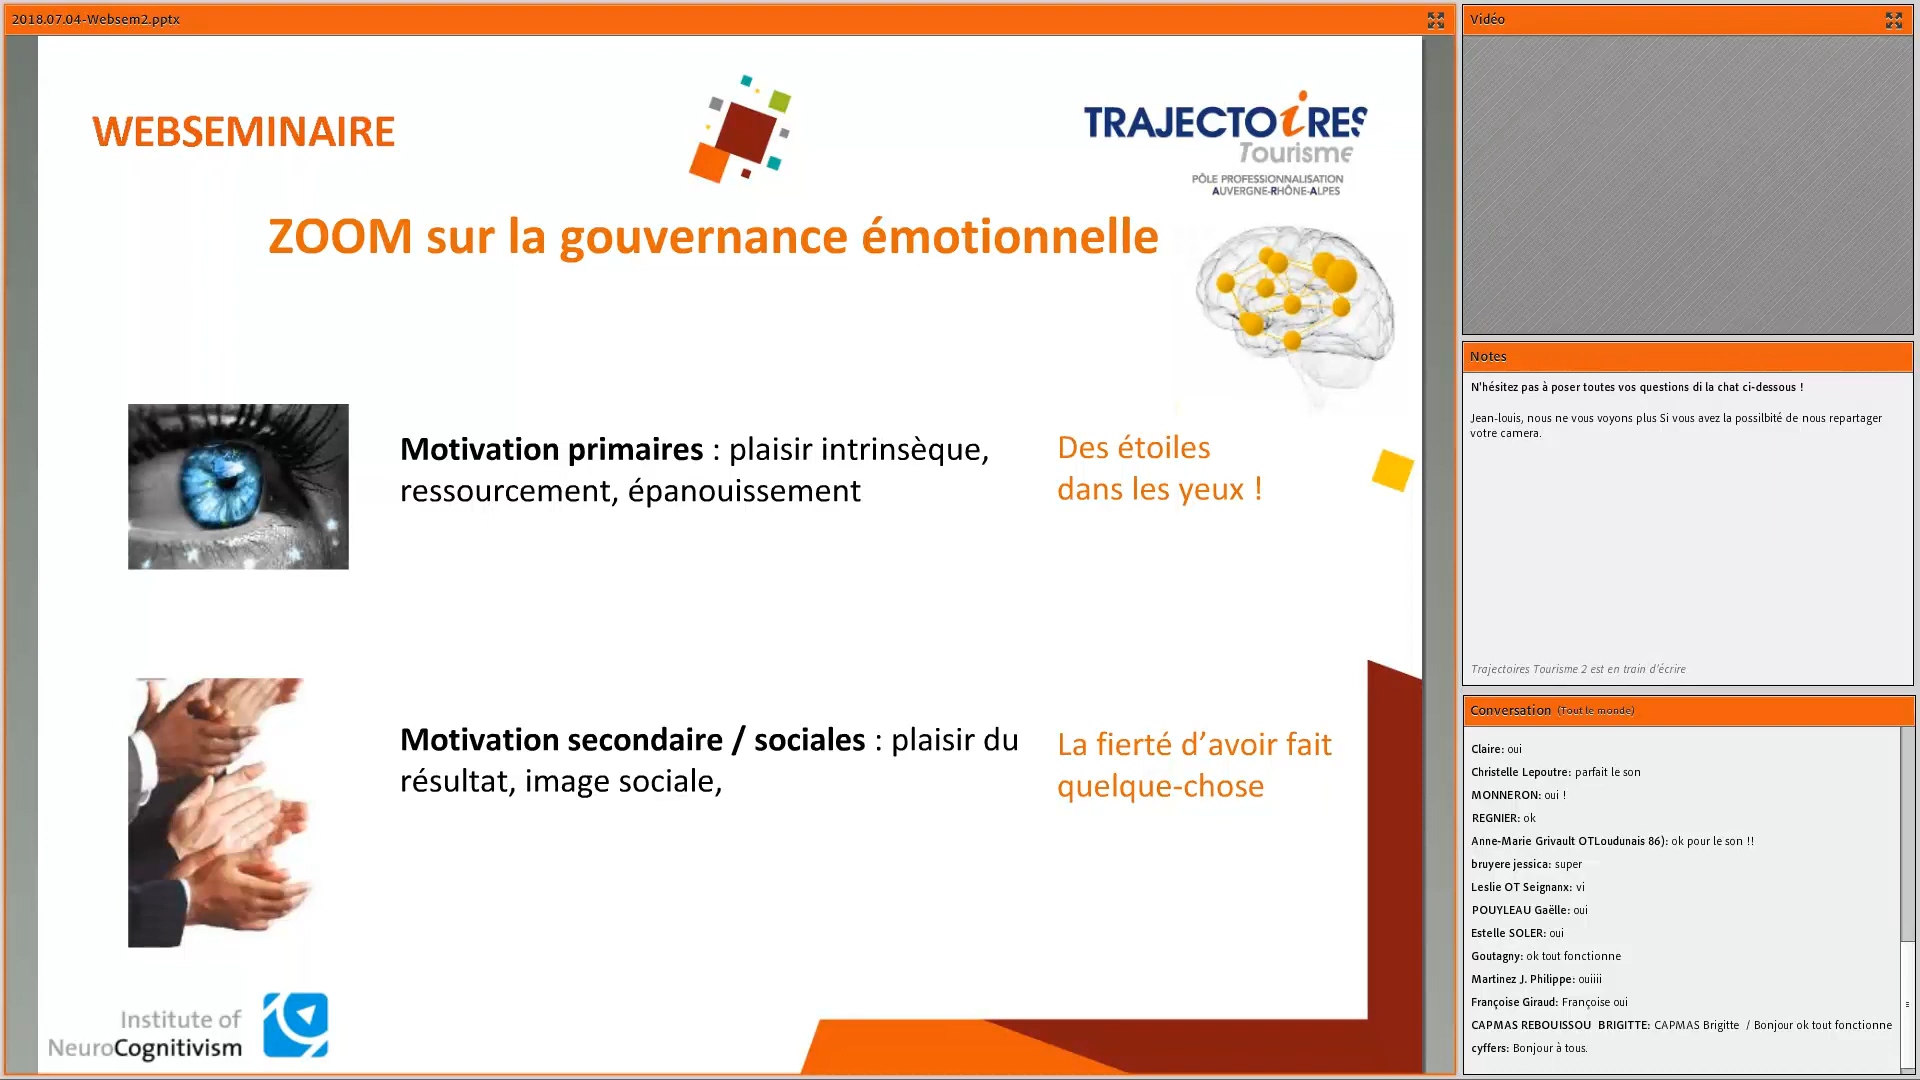 2018.07.04-Websem2.pptx
WEBSEMINAIRE
TRAJECTOiRES
Tourisme
PÔLE PROFESSIONNALISATION
AUVERGNE-RHÔNE-ALPES
ZOOM sur la gouvernance émotionnelle
Motivation primaires : plaisir intrinsèque,
ressourcement, épanouissement
Des étoiles
dans les yeux !
Motivation secondaire / sociales : plaisir du
résultat, image sociale,
La fierté d’avoir fait
quelque-chose
Institute of
NeuroCognitivism
Vidéo
Notes
N'hésitez pas à poser toutes vos questions di la chat ci-dessous !
Jean-louis, nous ne vous voyons plus Si vous avez la possilbité de nous repartager
votre camera.
Trajectoires Tourisme 2 est en train d'écrire
Conversation (Tout le monde)
Claire: oui
Christelle Lepoutre: parfait le son
MONNERON: oui !
REGNIER: ok
Anne-Marie Grivault OTLoudunais 86): ok pour le son !!
bruyere jessica: super
Leslie OT Seignanx: vi
POUYLEAU Gaëlle: oui
Estelle SOLER: oui
Goutagny: ok tout fonctionne
Martinez J. Philippe: ouiiii
Françoise Giraud: Françoise oui
CAPMAS REBOUISSOU BRIGITTE: CAPMAS Brigitte / Bonjour ok tout fonctionne
cyffers: Bonjour à tous.